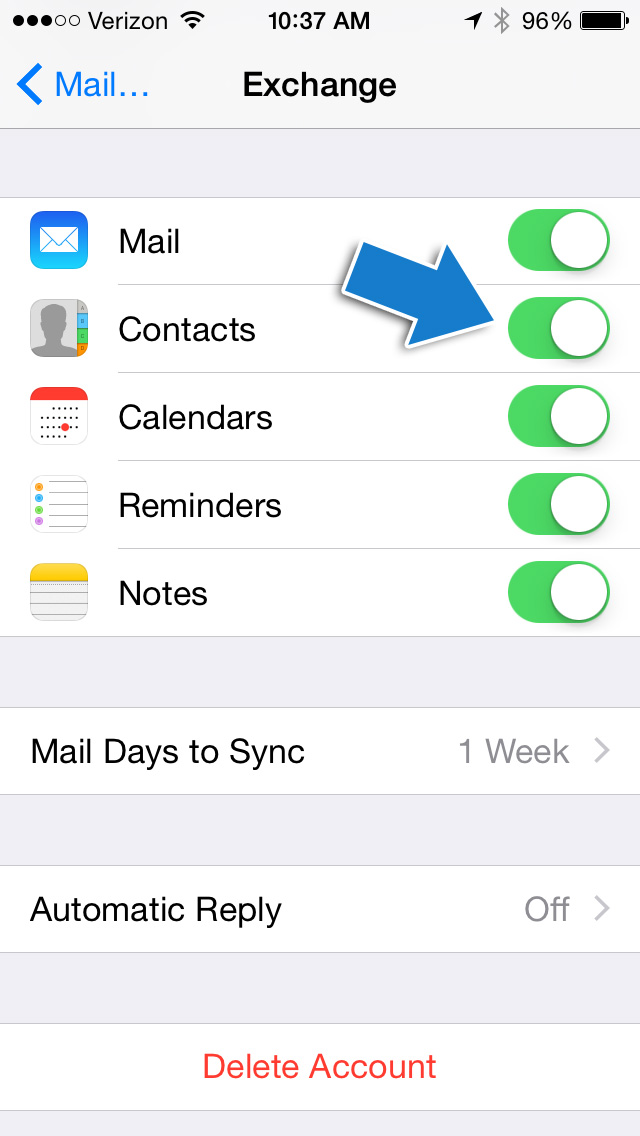 Verizon 10:37 AM 96%
Mail... Exchange
Mail
Contacts
Calendars
Reminders
Notes
Mail Days to Sync 1 Week
Automatic Reply Off
Delete Account